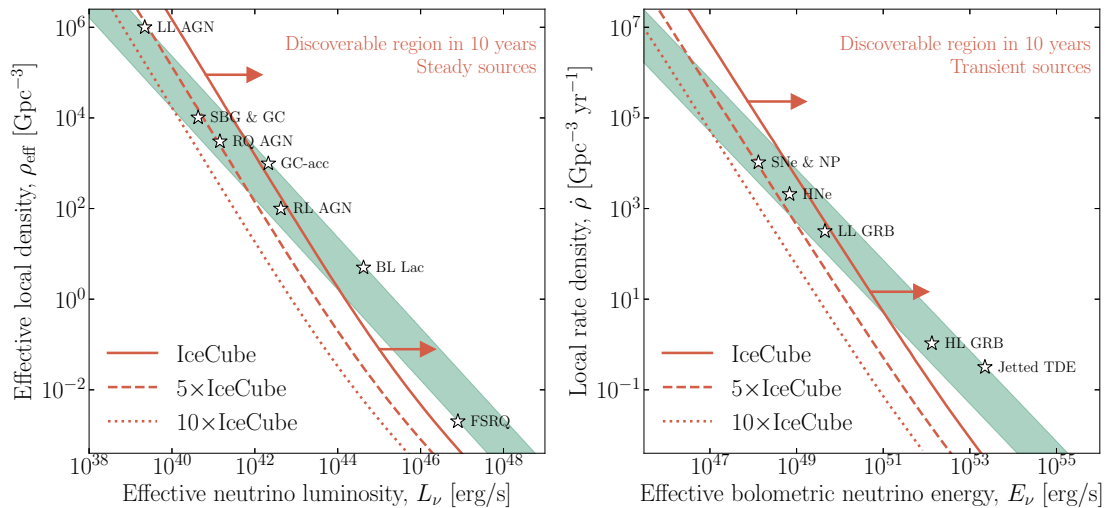 Discoverable region in 10 years
Steady sources
LL AGN
SBG & GC
RQ AGN
GC-acc
RL AGN
BL Lac
FSRQ
IceCube
5×IceCube
10×IceCube
10^6
10^4
10^2
10^0
10^−2
10^38
10^40
10^42
10^44
10^46
10^48
Effective local density, ρ_eff [Gpc^−3]
Effective neutrino luminosity, L_ν [erg/s]
Discoverable region in 10 years
Transient sources
SNe & NP
HNe
LL GRB
HL GRB
Jetted TDE
IceCube
5×IceCube
10×IceCube
10^7
10^5
10^3
10^1
10^−1
10^47
10^49
10^51
10^53
10^55
Local rate density, ρ̇ [Gpc^−3 yr^−1]
Effective bolometric neutrino energy, E_ν [erg/s]